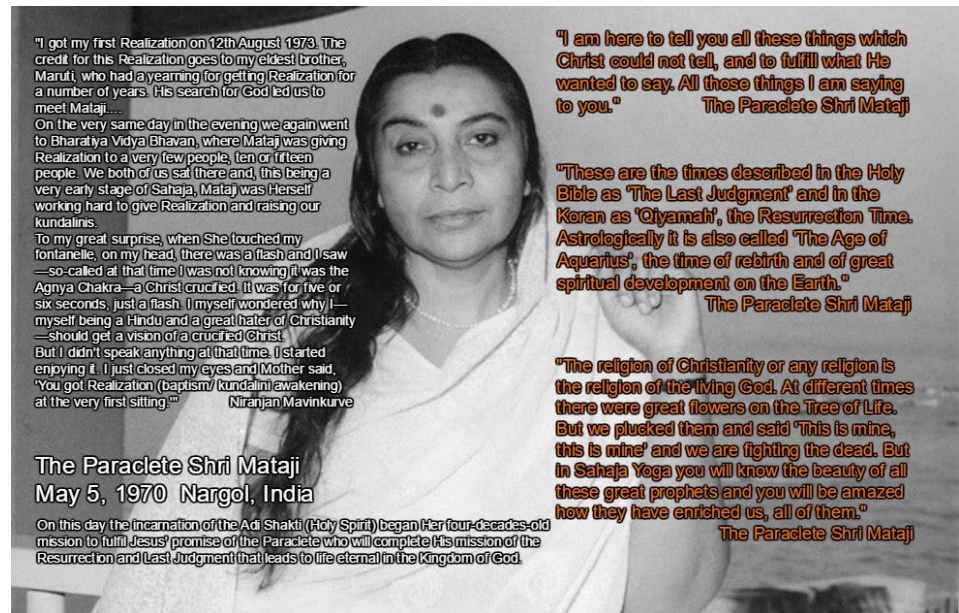 "I got my first Realization on 12th August 1973. The
credit for this Realization goes to my eldest brother,
Maruti, who had a yearning for getting Realization for
a number of years. His search for God led us to
meet Mataji....
On the very same day in the evening we again went
to Bharatiya Vidya Bhavan, where Mataji was giving
Realization to a very few people, ten or fifteen
people. We both of us sat there and, this being a
very early stage of Sahaja, Mataji was Herself
working hard to give Realization and raising our
kundalinis.
To my great surprise, when She touched my
fontanelle, on my head, there was a flash and I saw
—so-called at that time I was not knowing it was the
Agnya Chakra—a Christ crucified. It was for five or
six seconds, just a flash. I myself wondered why I—
myself being a Hindu and a great hater of Christianity
—should get a vision of a crucified Christ.
But I didn't speak anything at that time. I started
enjoying it. I just closed my eyes and Mother said,
'You got Realization (baptism/ kundalini awakening)
at the very first sitting.'" Niranjan Mavinkurve
The Paraclete Shri Mataji
May 5, 1970 Nargol, India
On this day the incarnation of the Adi Shakti (Holy Spirit) began Her four-decades-old
mission to fulfil Jesus' promise of the Paraclete who will complete His mission of the
Resurrection and Last Judgment that leads to life eternal in the Kingdom of God.
"I am here to tell you all these things which
Christ could not tell, and to fulfill what He
wanted to say. All those things I am saying
to you." The Paraclete Shri Mataji
"These are the times described in the Holy
Bible as 'The Last Judgment' and in the
Koran as 'Qiyamah', the Resurrection Time.
Astrologically it is also called 'The Age of
Aquarius', the time of rebirth and of great
spiritual development on the Earth."
The Paraclete Shri Mataji
"The religion of Christianity or any religion is
the religion of the living God. At different times
there were great flowers on the Tree of Life.
But we plucked them and said 'This is mine,
this is mine' and we are fighting the dead. But
in Sahaja Yoga you will know the beauty of all
these great prophets and you will be amazed
how they have enriched us, all of them."
The Paraclete Shri Mataji